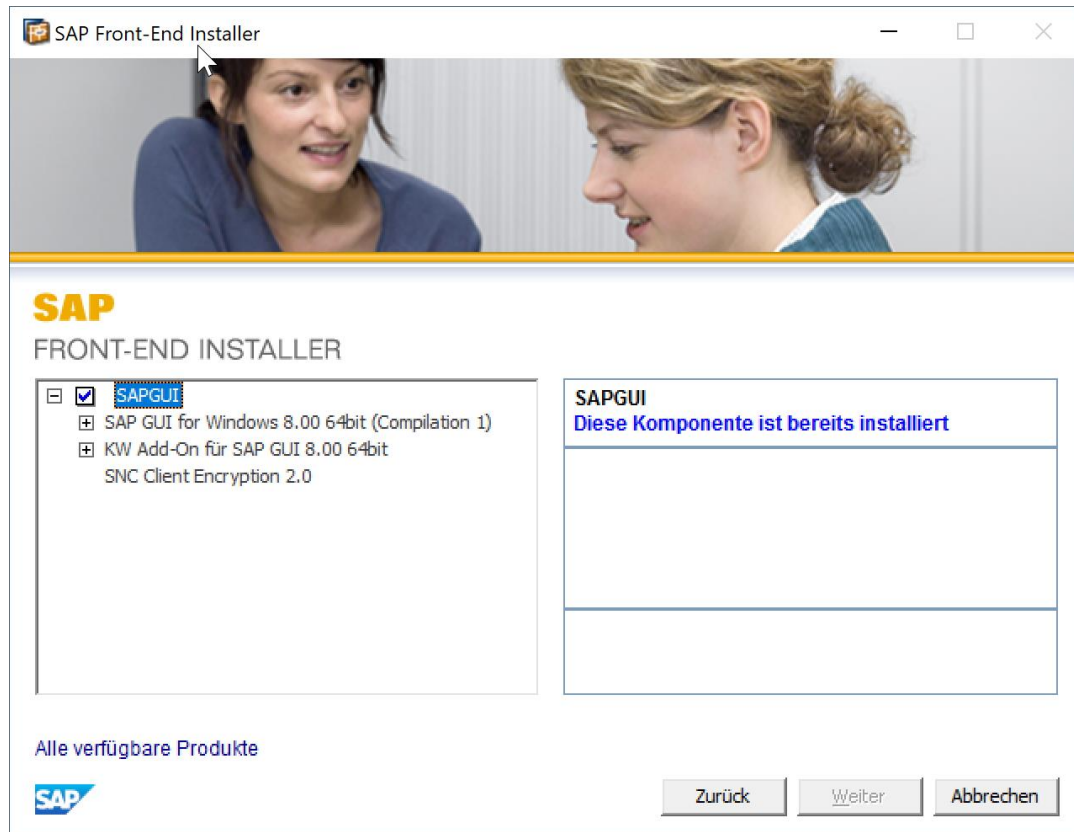 SAP Front-End Installer
SAP
FRONT-END INSTALLER
SAPGUI
SAP GUI for Windows 8.00 64bit (Compilation 1)
KW Add-On für SAP GUI 8.00 64bit
SNC Client Encryption 2.0
SAPGUI
Diese Komponente ist bereits installiert
Alle verfügbare Produkte
SAP
Zurück
Weiter
Abbrechen